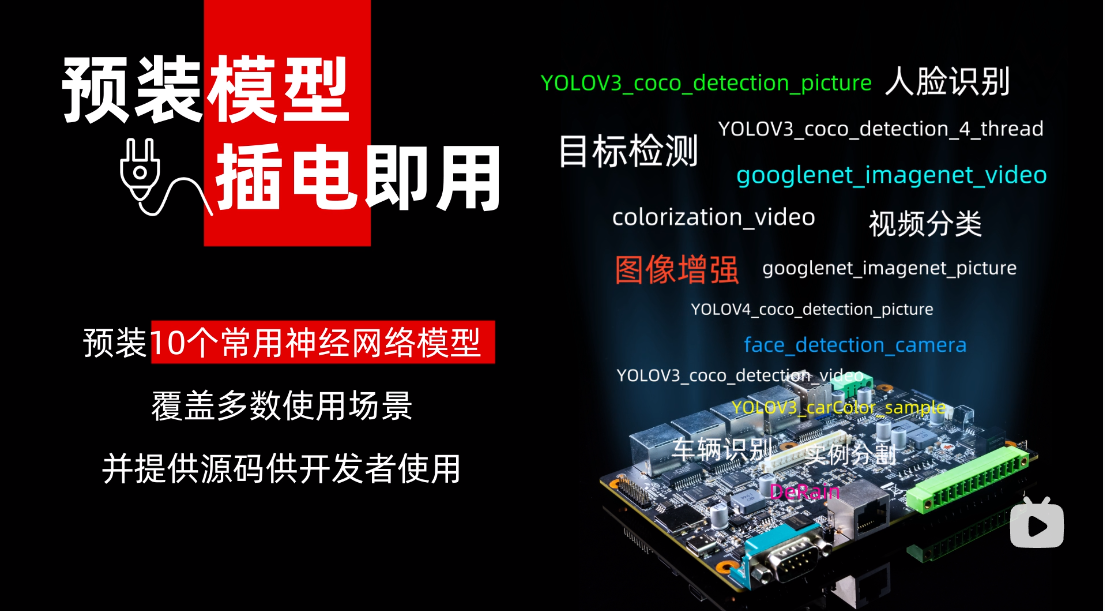 预装模型
插电即用
预装10个常用神经网络模型
覆盖多数使用场景
并提供源码供开发者使用
YOLOV3_coco_detection_picture
人脸识别
目标检测
YOLOV3_coco_detection_4_thread
googlenet_imagenet_video
colorization_video
视频分类
图像增强
googlenet_imagenet_picture
YOLOV4_coco_detection_picture
face_detection_camera
YOLOV3_coco_detection_video
YOLOV3_carColor_sample
车辆识别
实例分割
DeRain